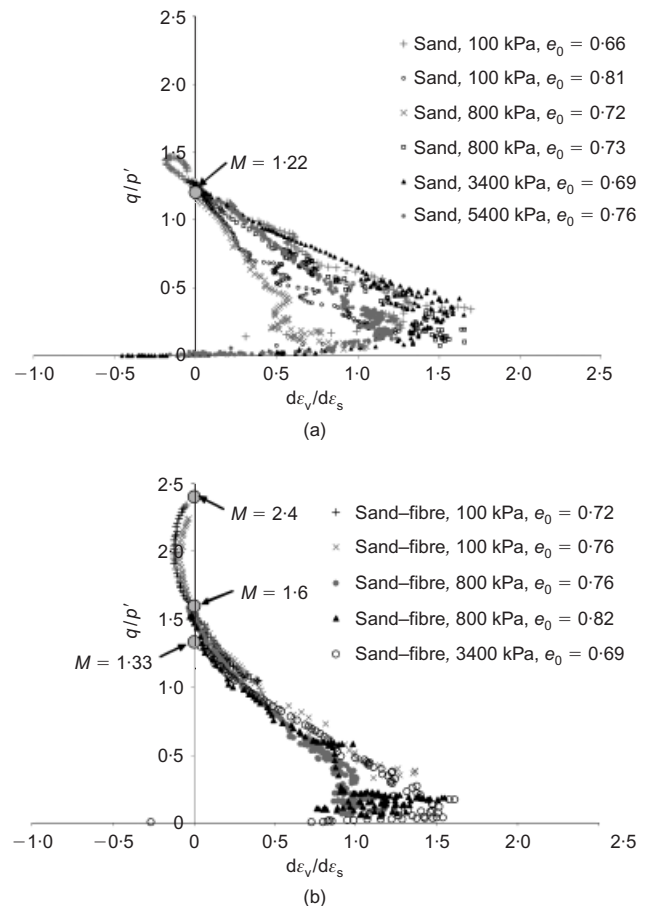 2·5
2·0
1·5
1·0
0·5
0
q/p′
+ Sand, 100 kPa, e0 = 0·66
○ Sand, 100 kPa, e0 = 0·81
× Sand, 800 kPa, e0 = 0·72
□ Sand, 800 kPa, e0 = 0·73
▲ Sand, 3400 kPa, e0 = 0·69
● Sand, 5400 kPa, e0 = 0·76
M = 1·22
−1·0 −0·5 0 0·5 1·0 1·5 2·0 2·5
dεv/dεs
(a)
2·5
2·0
1·5
1·0
0·5
0
q/p′
M = 2·4
M = 1·6
M = 1·33
+ Sand–fibre, 100 kPa, e0 = 0·72
× Sand–fibre, 100 kPa, e0 = 0·76
● Sand–fibre, 800 kPa, e0 = 0·76
▲ Sand–fibre, 800 kPa, e0 = 0·82
○ Sand–fibre, 3400 kPa, e0 = 0·69
−1·0 −0·5 0 0·5 1·0 1·5 2·0 2·5
dεv/dεs
(b)